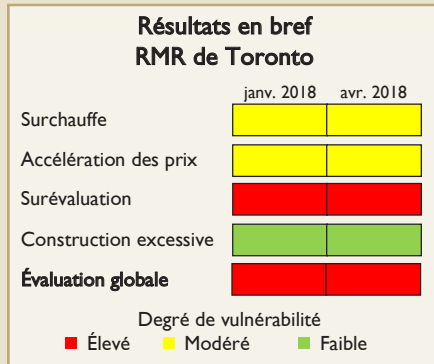 Résultats en bref
RMR de Toronto
janv. 2018 avr. 2018
Surchauffe
Accélération des prix
Surévaluation
Construction excessive
Évaluation globale
Degré de vulnérabilité
Élevé Modéré Faible